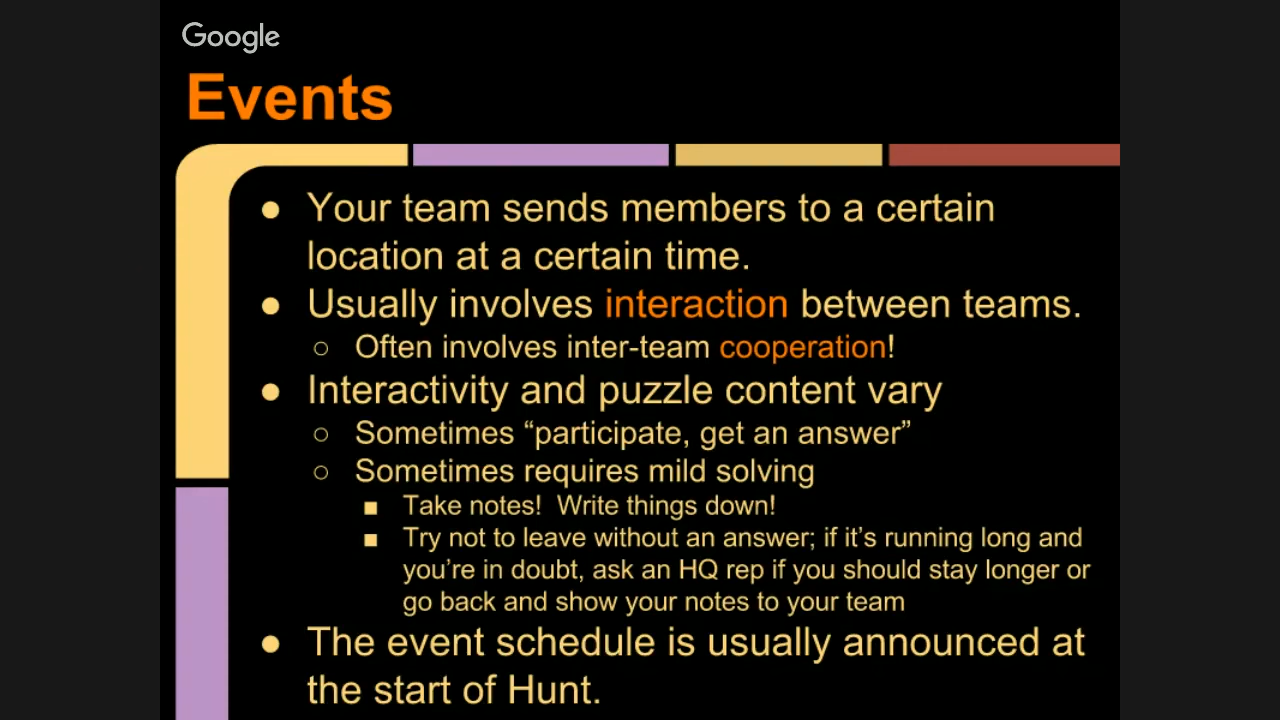 Google
Events
● Your team sends members to a certain
location at a certain time.
● Usually involves interaction between teams.
○ Often involves inter-team cooperation!
● Interactivity and puzzle content vary
○ Sometimes “participate, get an answer”
○ Sometimes requires mild solving
■ Take notes!  Write things down!
■ Try not to leave without an answer; if it’s running long and
you’re in doubt, ask an HQ rep if you should stay longer or
go back and show your notes to your team
● The event schedule is usually announced at
the start of Hunt.